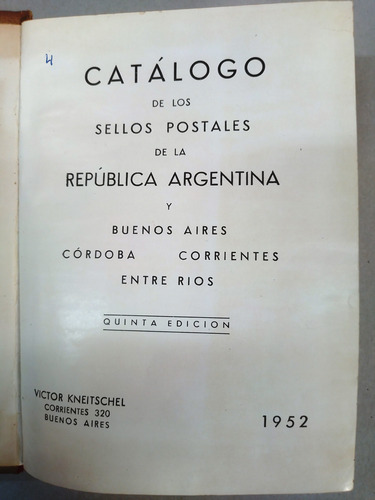 4
CATÁLOGO
DE LOS
SELLOS POSTALES
DE LA
REPÚBLICA ARGENTINA
Y
BUENOS AIRES
CÓRDOBA CORRIENTES
ENTRE RIOS
QUINTA EDICION
VICTOR KNEITSCHEL
CORRIENTES 320
BUENOS AIRES
1952